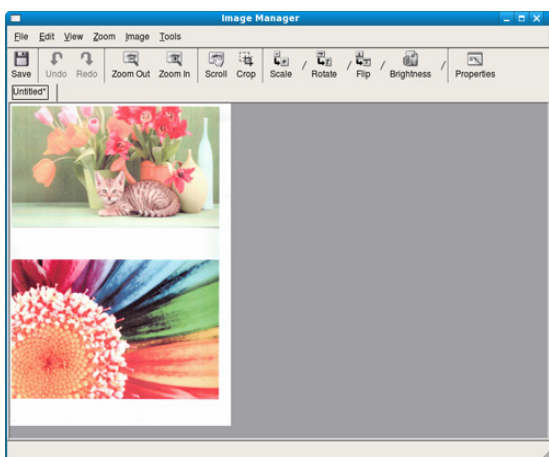 Image Manager
File Edit View Zoom Image Tools
Save Undo Redo Zoom Out Zoom In Scroll Crop Scale / Rotate / Flip / Brightness / Properties
Untitled*